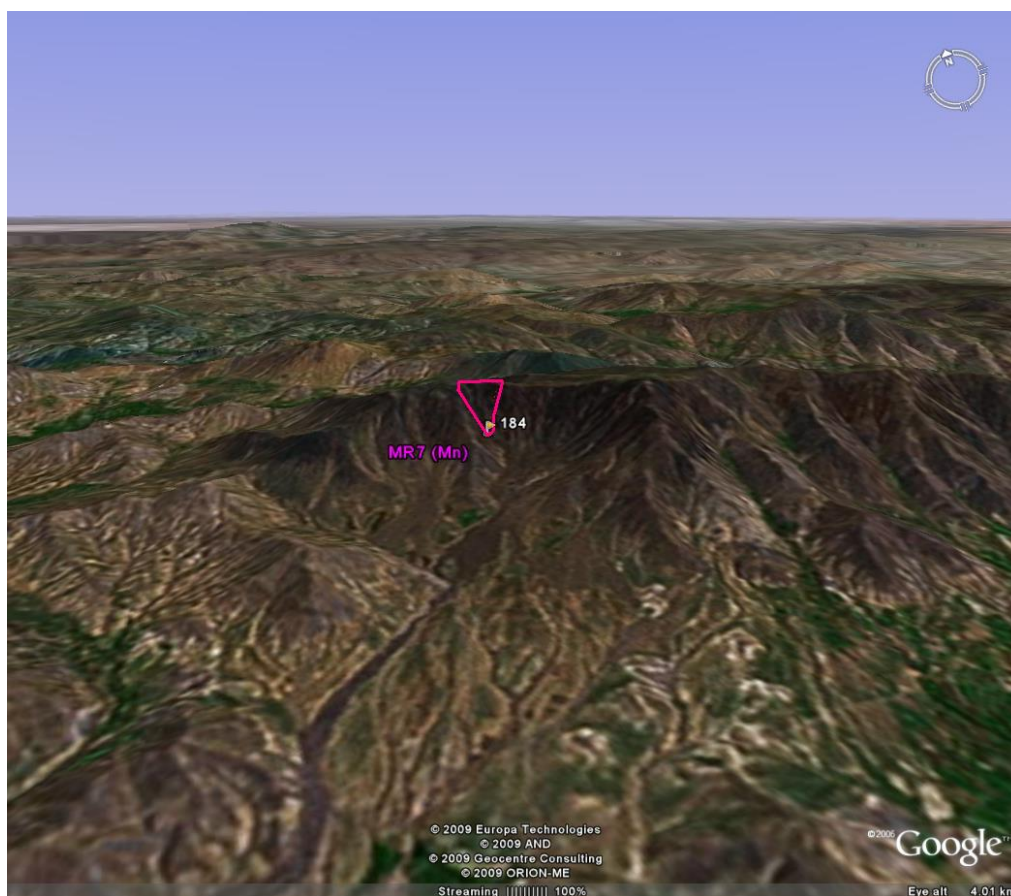 N
184
MR7 (Mn)
© 2009 Europa Technologies
© 2009 AND
© 2009 Geocentre Consulting
© 2009 ORION-ME
©2006 Google™
Streaming |||||||||| 100%
Eye alt 4.01 km